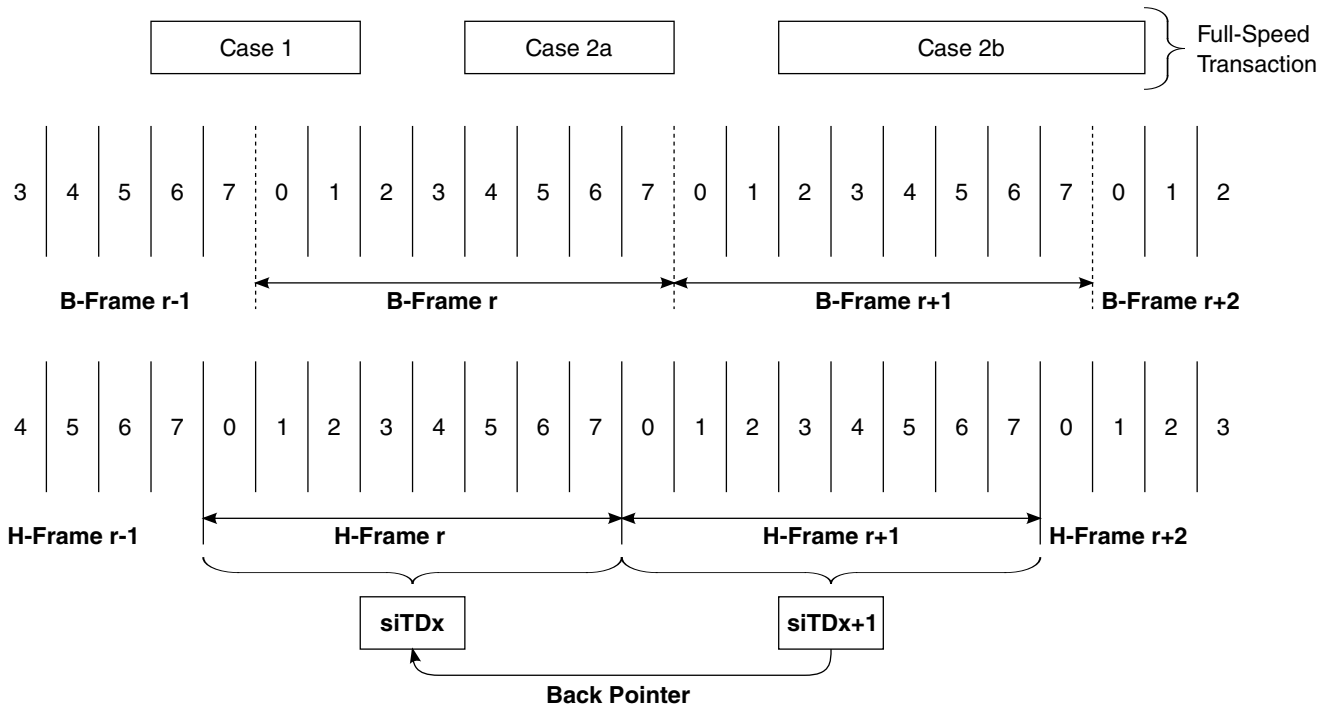 Case 1 Case 2a Case 2b Full-Speed
Transaction
3 4 5 6 7 0 1 2 3 4 5 6 7 0 1 2 3 4 5 6 7 0 1 2
B-Frame r-1 B-Frame r B-Frame r+1 B-Frame r+2
4 5 6 7 0 1 2 3 4 5 6 7 0 1 2 3 4 5 6 7 0 1 2 3
H-Frame r-1 H-Frame r H-Frame r+1 H-Frame r+2
siTDx siTDx+1
Back Pointer